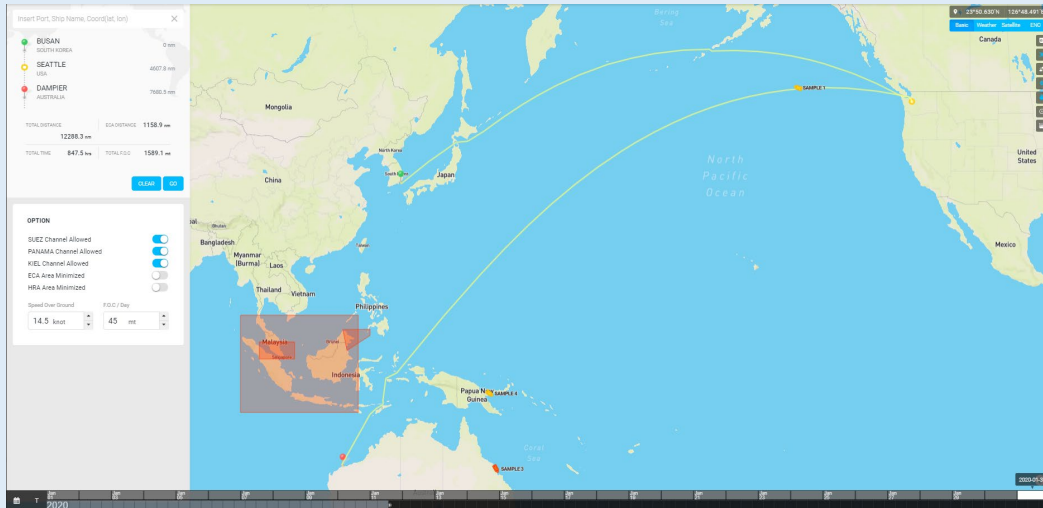 Insert Port, Ship Name, Coord(lat, lon)
BUSAN
0 nm
SOUTH KOREA
SEATTLE
4607.8 nm
USA
DAMPIER
7680.5 nm
AUSTRALIA
TOTAL DISTANCE
12288.3 nm
ECA DISTANCE 1158.9 nm
TOTAL TIME 847.5 hrs
TOTAL F.O.C 1589.1 mt
CLEAR
GO
OPTION
SUEZ Channel Allowed
PANAMA Channel Allowed
KIEL Channel Allowed
ECA Area Minimized
HRA Area Minimized
Speed Over Ground
F.O.C / Day
14.5 knot
45 mt
23°50.630'N 126°48.491'E
Basic Weather Satellite ENC
Bering
Sea
Canada
SAMPLE 1
Mongolia
North Korea
Japan
China
North
Pacific
Ocean
United
States
Mexico
Bhutan
Bangladesh
Myanmar
(Burma)
Laos
Thailand
Vietnam
Philippines
Malaysia
Indonesia
Papua New
Guinea
SAMPLE 4
Coral
Sea
T
2020